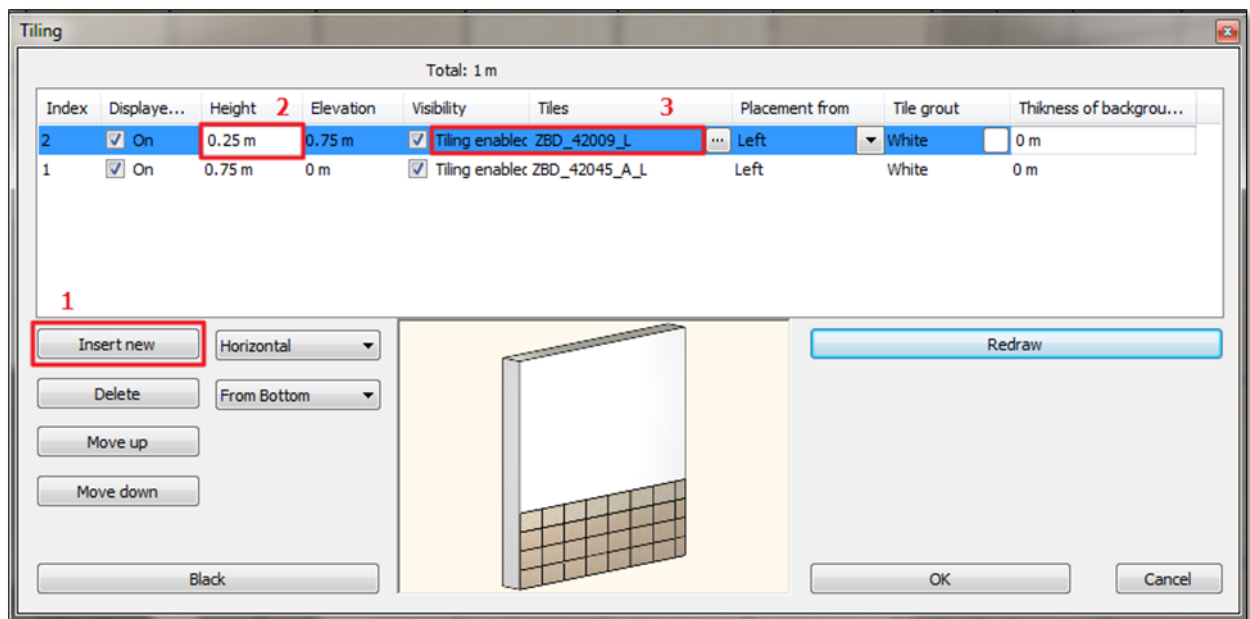 Tiling
Total: 1 m
Index Displaye... Height 2 Elevation Visibility Tiles 3 Placement from Tile grout Thikness of backgrou...
2 On 0.25 m 0.75 m Tiling enablec ZBD_42009_L ... Left White 0 m
1 On 0.75 m 0 m Tiling enablec ZBD_42045_A_L Left White 0 m
1
Insert new Horizontal Redraw
Delete From Bottom
Move up
Move down
Black OK Cancel